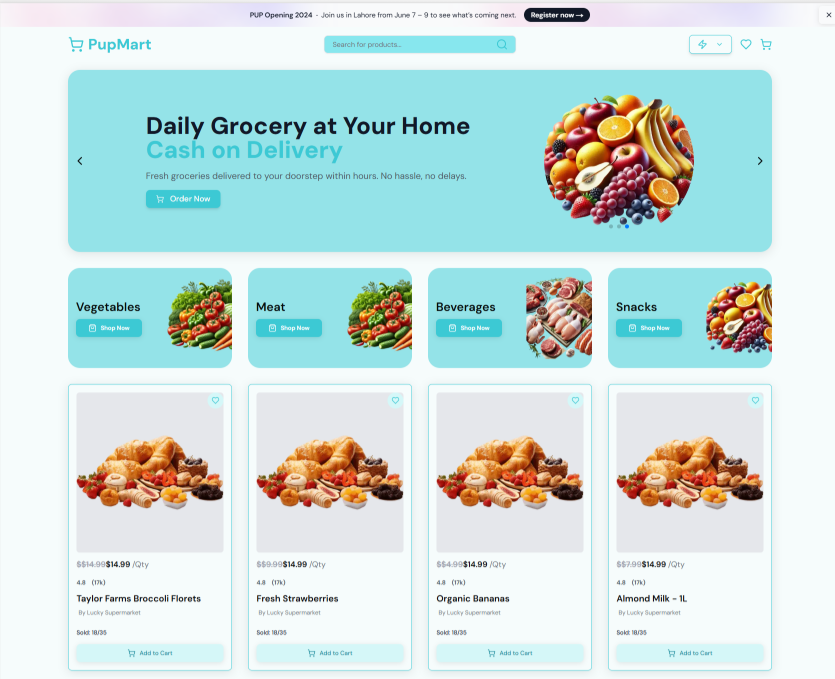 PUP Opening 2024 · Join us in Lahore from June 7 – 9 to see what's coming next. Register now →
PupMart
Search for products...
Daily Grocery at Your Home
Cash on Delivery
Fresh groceries delivered to your doorstep within hours. No hassle, no delays.
Order Now
Vegetables
Shop Now
Meat
Shop Now
Beverages
Shop Now
Snacks
Shop Now
$$14.99$14.99 /Qty
4.8 (17k)
Taylor Farms Broccoli Florets
By Lucky Supermarket
Sold: 18/35
Add to Cart
$$9.99$14.99 /Qty
4.8 (17k)
Fresh Strawberries
By Lucky Supermarket
Sold: 18/35
Add to Cart
$$4.99$14.99 /Qty
4.8 (17k)
Organic Bananas
By Lucky Supermarket
Sold: 18/35
Add to Cart
$$7.99$14.99 /Qty
4.8 (17k)
Almond Milk - 1L
By Lucky Supermarket
Sold: 18/35
Add to Cart